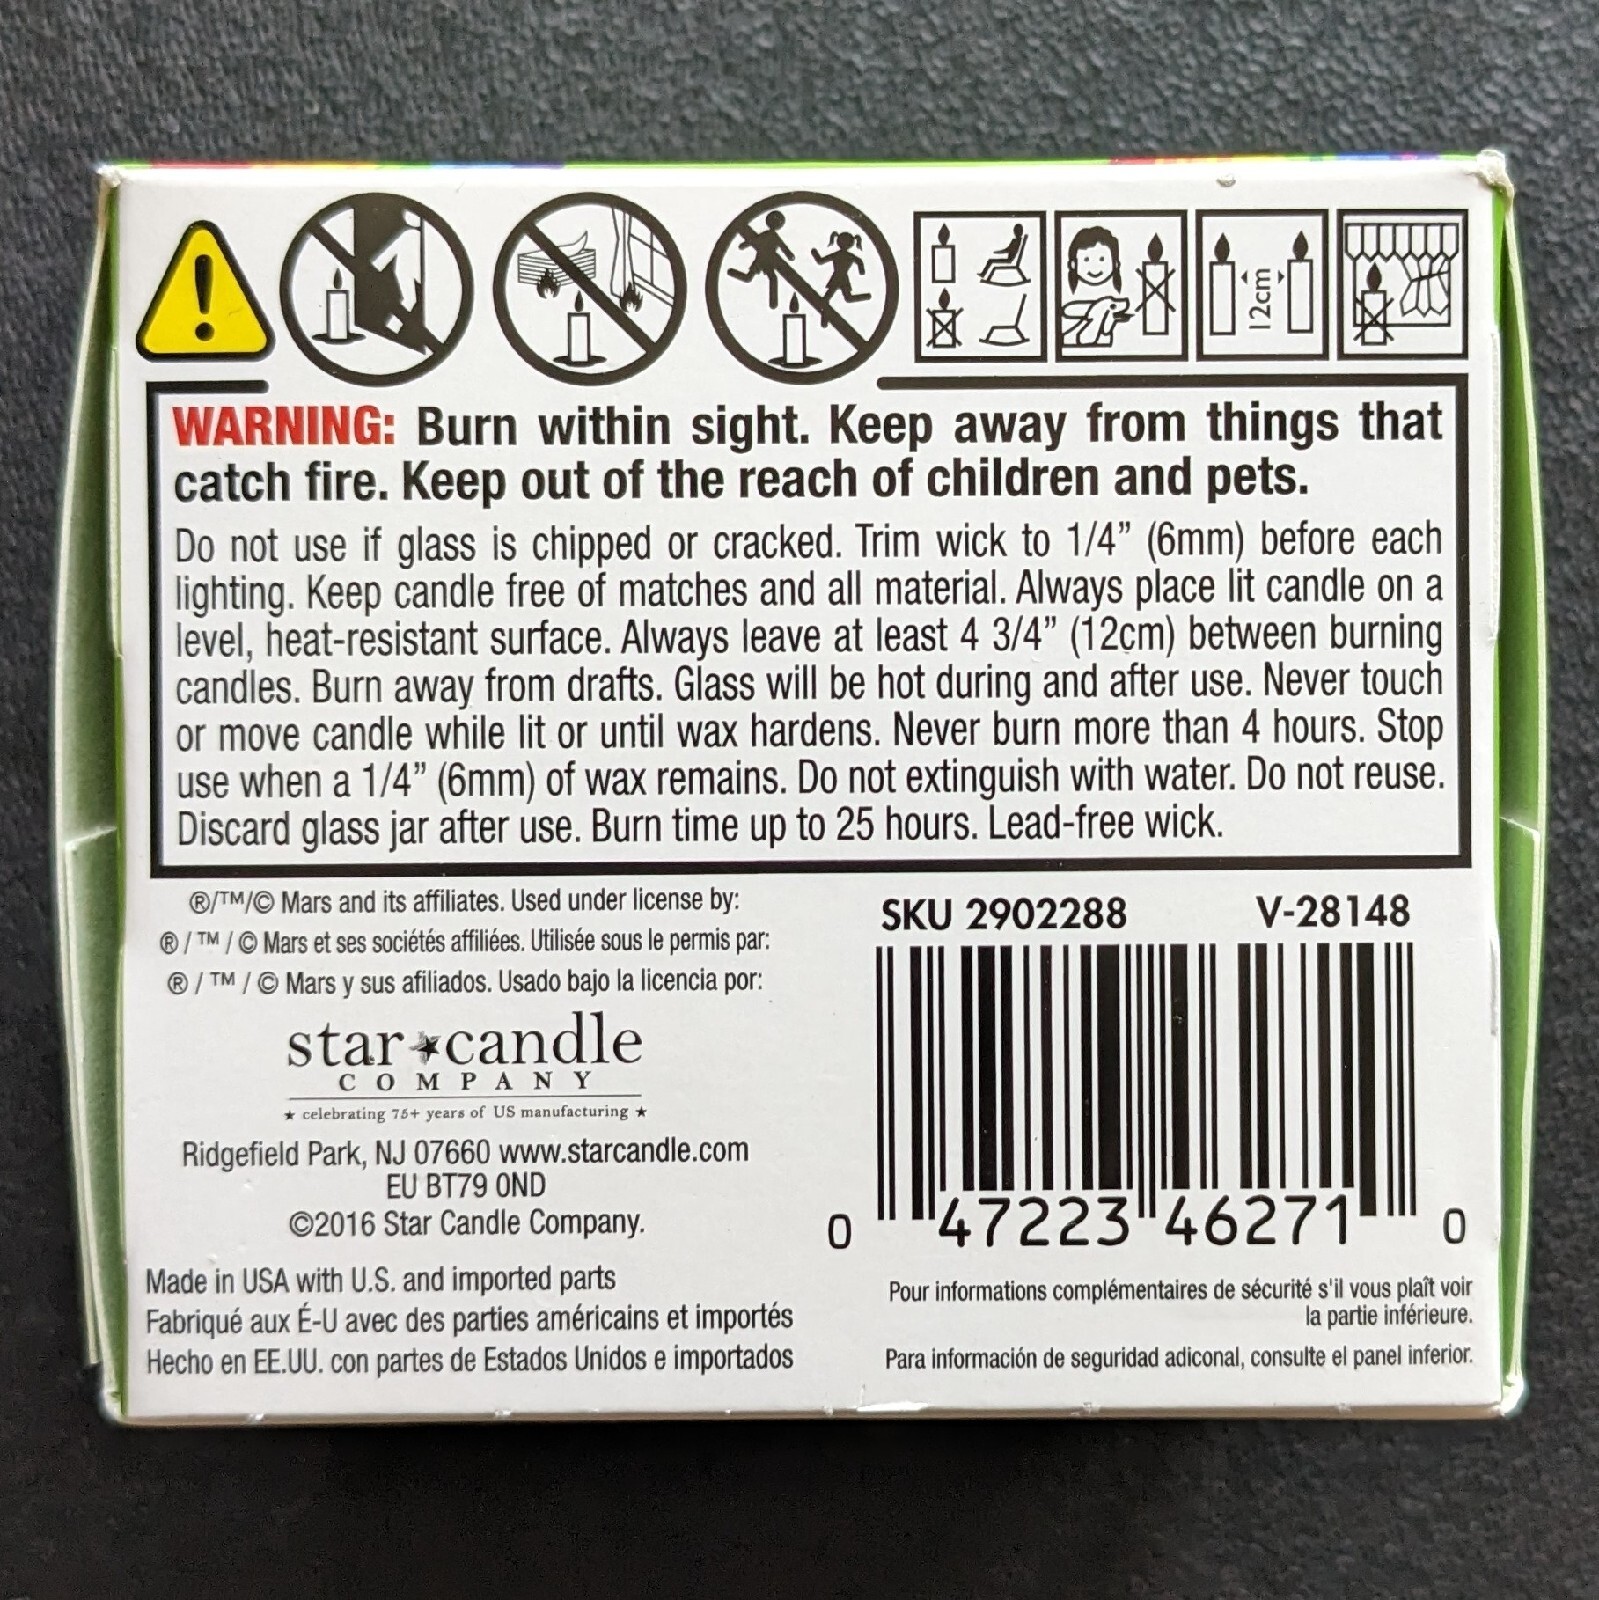 12cm
WARNING: Burn within sight. Keep away from things that
catch fire. Keep out of the reach of children and pets.
Do not use if glass is chipped or cracked. Trim wick to 1/4” (6mm) before each
lighting. Keep candle free of matches and all material. Always place lit candle on a
level, heat-resistant surface. Always leave at least 4 3/4” (12cm) between burning
candles. Burn away from drafts. Glass will be hot during and after use. Never touch
or move candle while lit or until wax hardens. Never burn more than 4 hours. Stop
use when a 1/4” (6mm) of wax remains. Do not extinguish with water. Do not reuse.
Discard glass jar after use. Burn time up to 25 hours. Lead-free wick.
®/™/© Mars and its affiliates. Used under license by:
® / ™ / © Mars et ses sociétés affiliées. Utilisée sous le permis par:
® / ™ / © Mars y sus afiliados. Usado bajo la licencia por:
star candle
COMPANY
★ celebrating 75+ years of US manufacturing ★
Ridgefield Park, NJ 07660 www.starcandle.com
EU BT79 0ND
©2016 Star Candle Company.
Made in USA with U.S. and imported parts
Fabriqué aux É-U avec des parties américains et importés
Hecho en EE.UU. con partes de Estados Unidos e importados
SKU 2902288 V-28148
0 47223 46271 0
Pour informations complémentaires de sécurité s'il vous plaît voir
la partie inférieure.
Para información de seguridad adiconal, consulte el panel inferior.